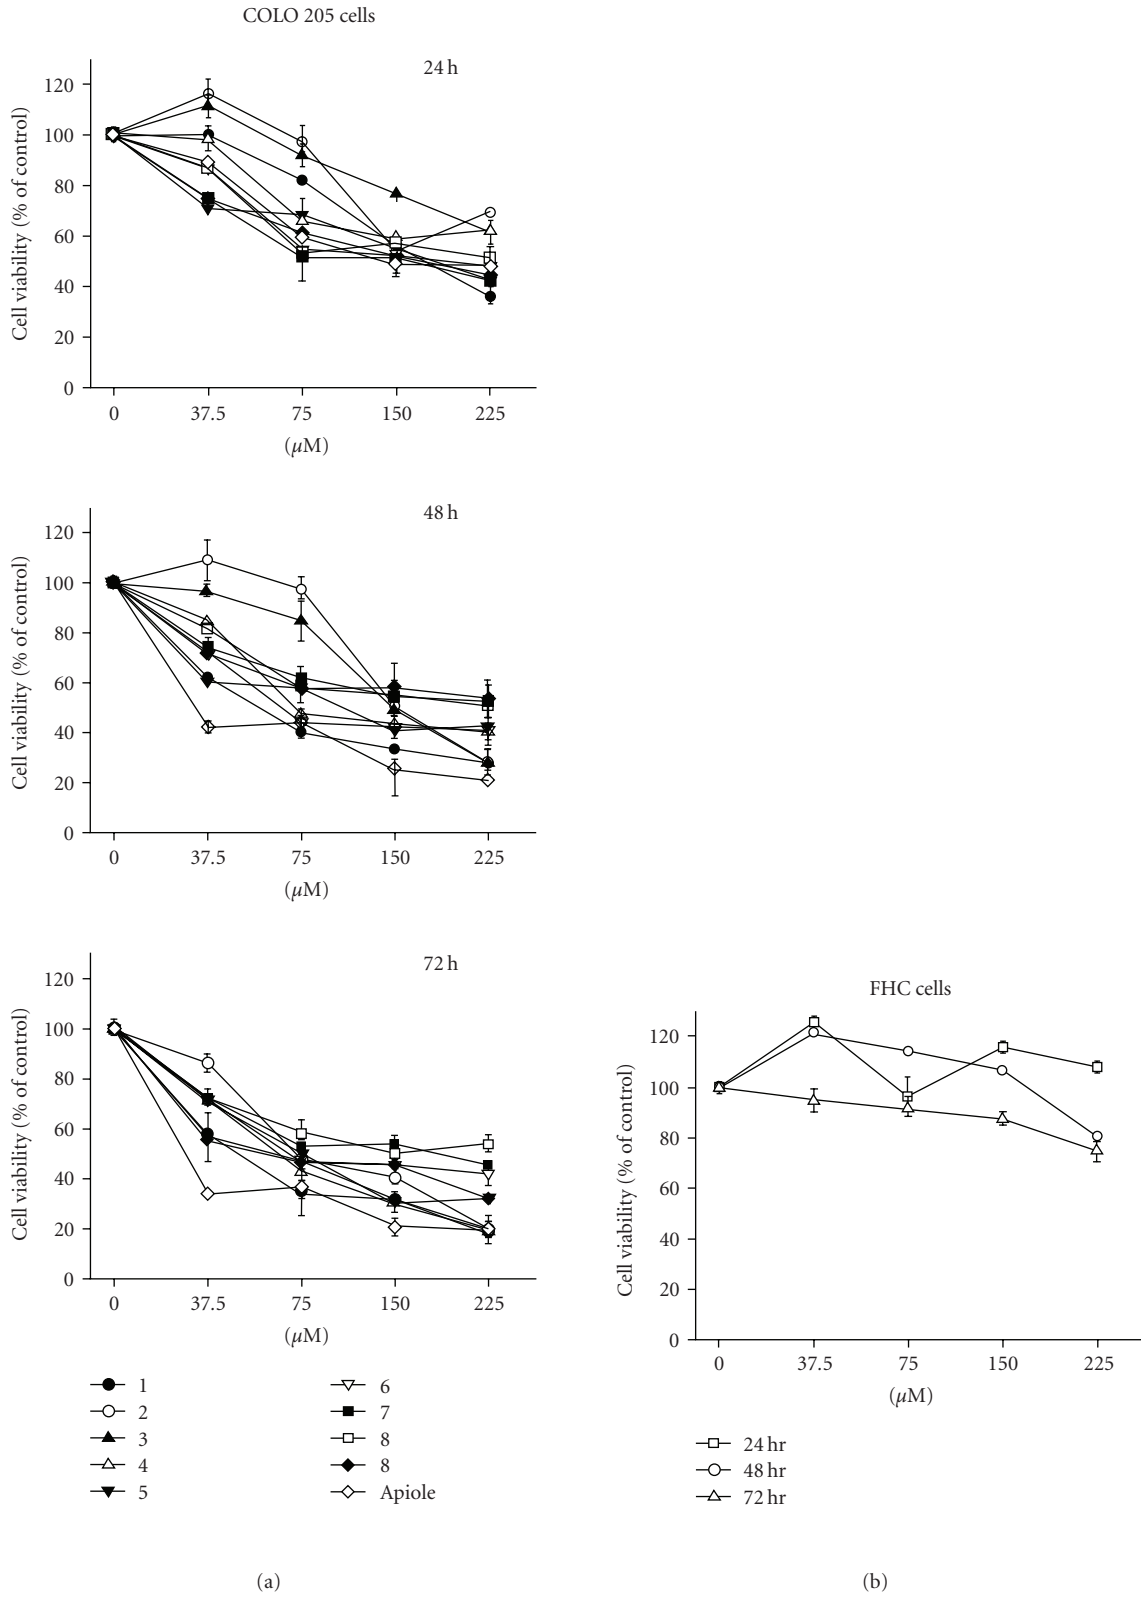 COLO 205 cells
24 h
Cell viability (% of control)
120
100
80
60
40
20
0
0 37.5 75 150 225
(µM)
48 h
Cell viability (% of control)
120
100
80
60
40
20
0
0 37.5 75 150 225
(µM)
72 h
Cell viability (% of control)
120
100
80
60
40
20
0
0 37.5 75 150 225
(µM)
1
2
3
4
5
6
7
8
8
Apiole
(a)
FHC cells
Cell viability (% of control)
120
100
80
60
40
20
0
0 37.5 75 150 225
(µM)
24 hr
48 hr
72 hr
(b)